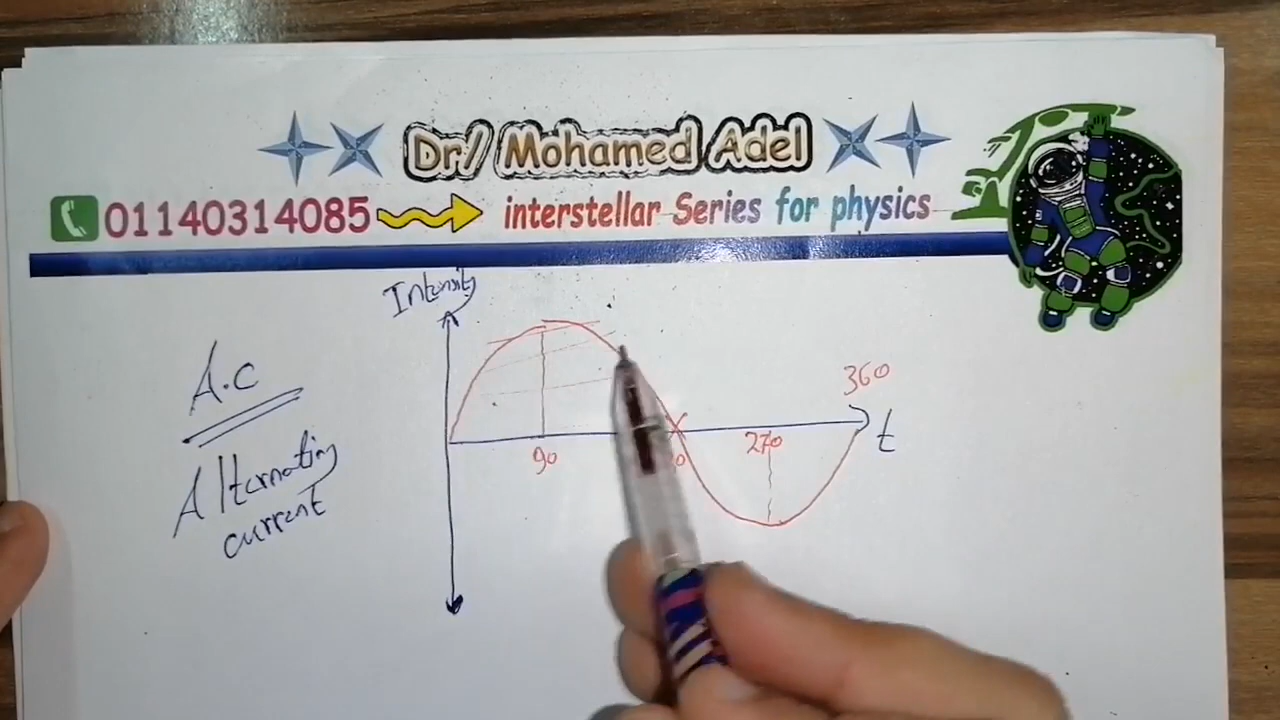 Dr/ Mohamed Adel
01140314085 interstellar Series for physics
Intensity
A.c
Alternating
current
360
t
90
270